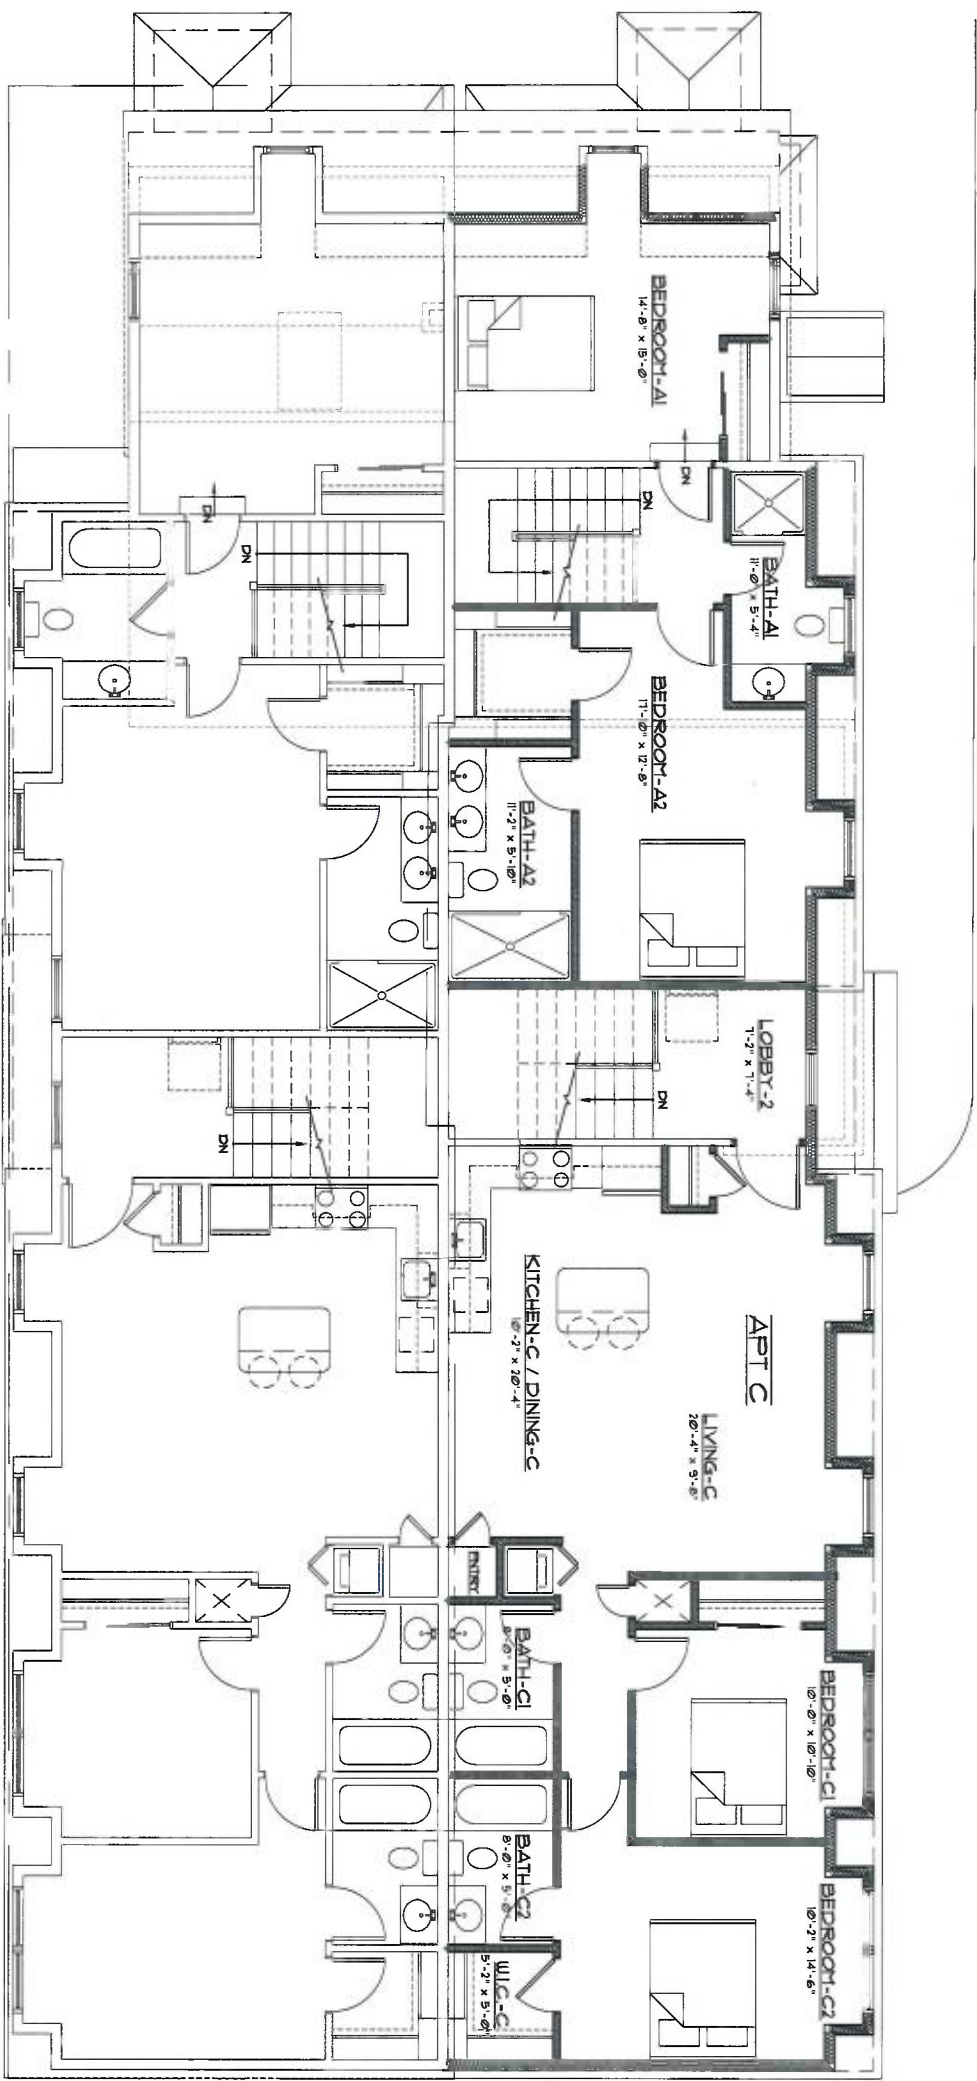 BEDROOM-A1
14'-8" x 15'-0"
DN
DN
BATH-A1
11'-0" x 5'-4"
BEDROOM-A2
17'-0" x 12'-8"
BATH-A2
11'-2" x 5'-10"
LOBBY-2
7'-2" x 7'-4"
DN
APT C
LIVING-C
20'-4" x 9'-8"
KITCHEN-C / DINING-C
10'-2" x 20'-4"
ENTRY
BATH-C1
8'-0" x 5'-0"
BEDROOM-C1
10'-0" x 10'-10"
BATH-C2
8'-0" x 5'-0"
BEDROOM-C2
10'-2" x 14'-6"
W.I.C.-C
5'-2" x 5'-0"
DN
DN
DN